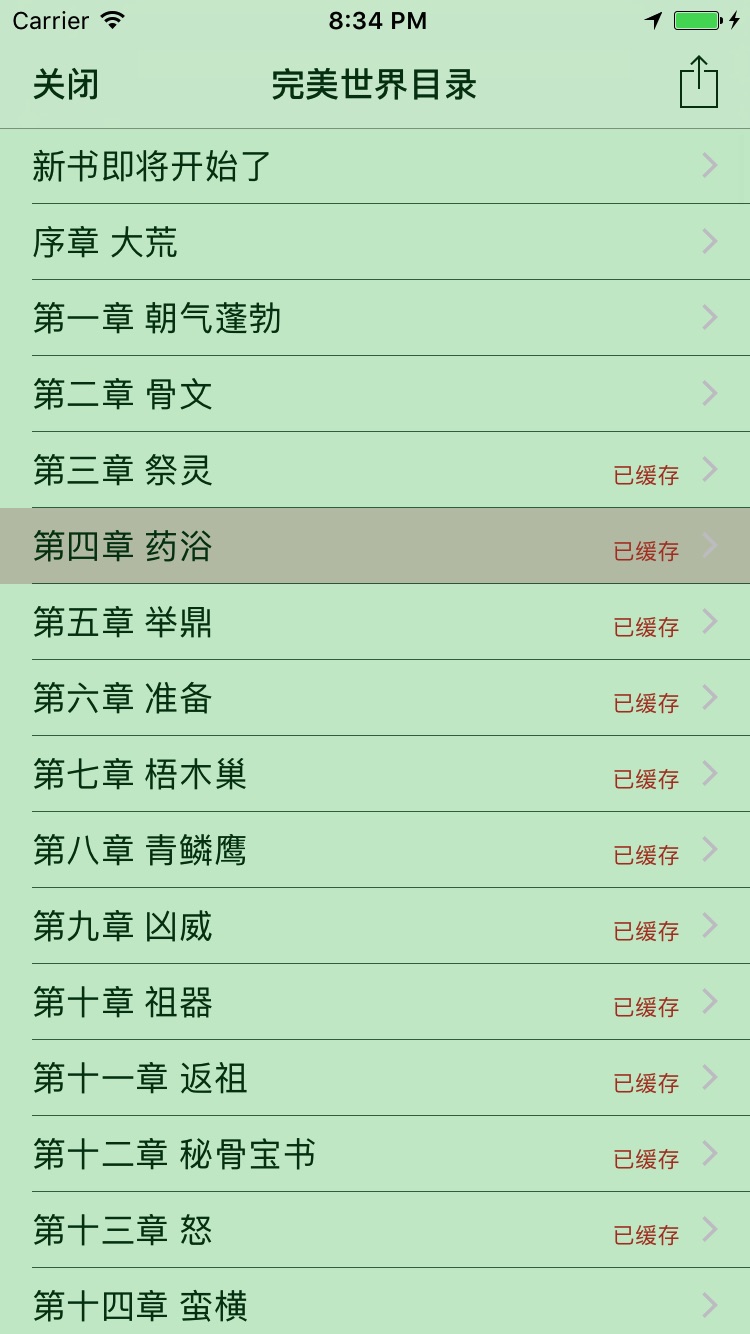 Carrier 8:34 PM
关闭 完美世界目录
新书即将开始了
序章 大荒
第一章 朝气蓬勃
第二章 骨文
第三章 祭灵 已缓存
第四章 药浴 已缓存
第五章 举鼎 已缓存
第六章 准备 已缓存
第七章 梧木巢 已缓存
第八章 青鳞鹰 已缓存
第九章 凶威 已缓存
第十章 祖器 已缓存
第十一章 返祖 已缓存
第十二章 秘骨宝书 已缓存
第十三章 怒 已缓存
第十四章 蛮横